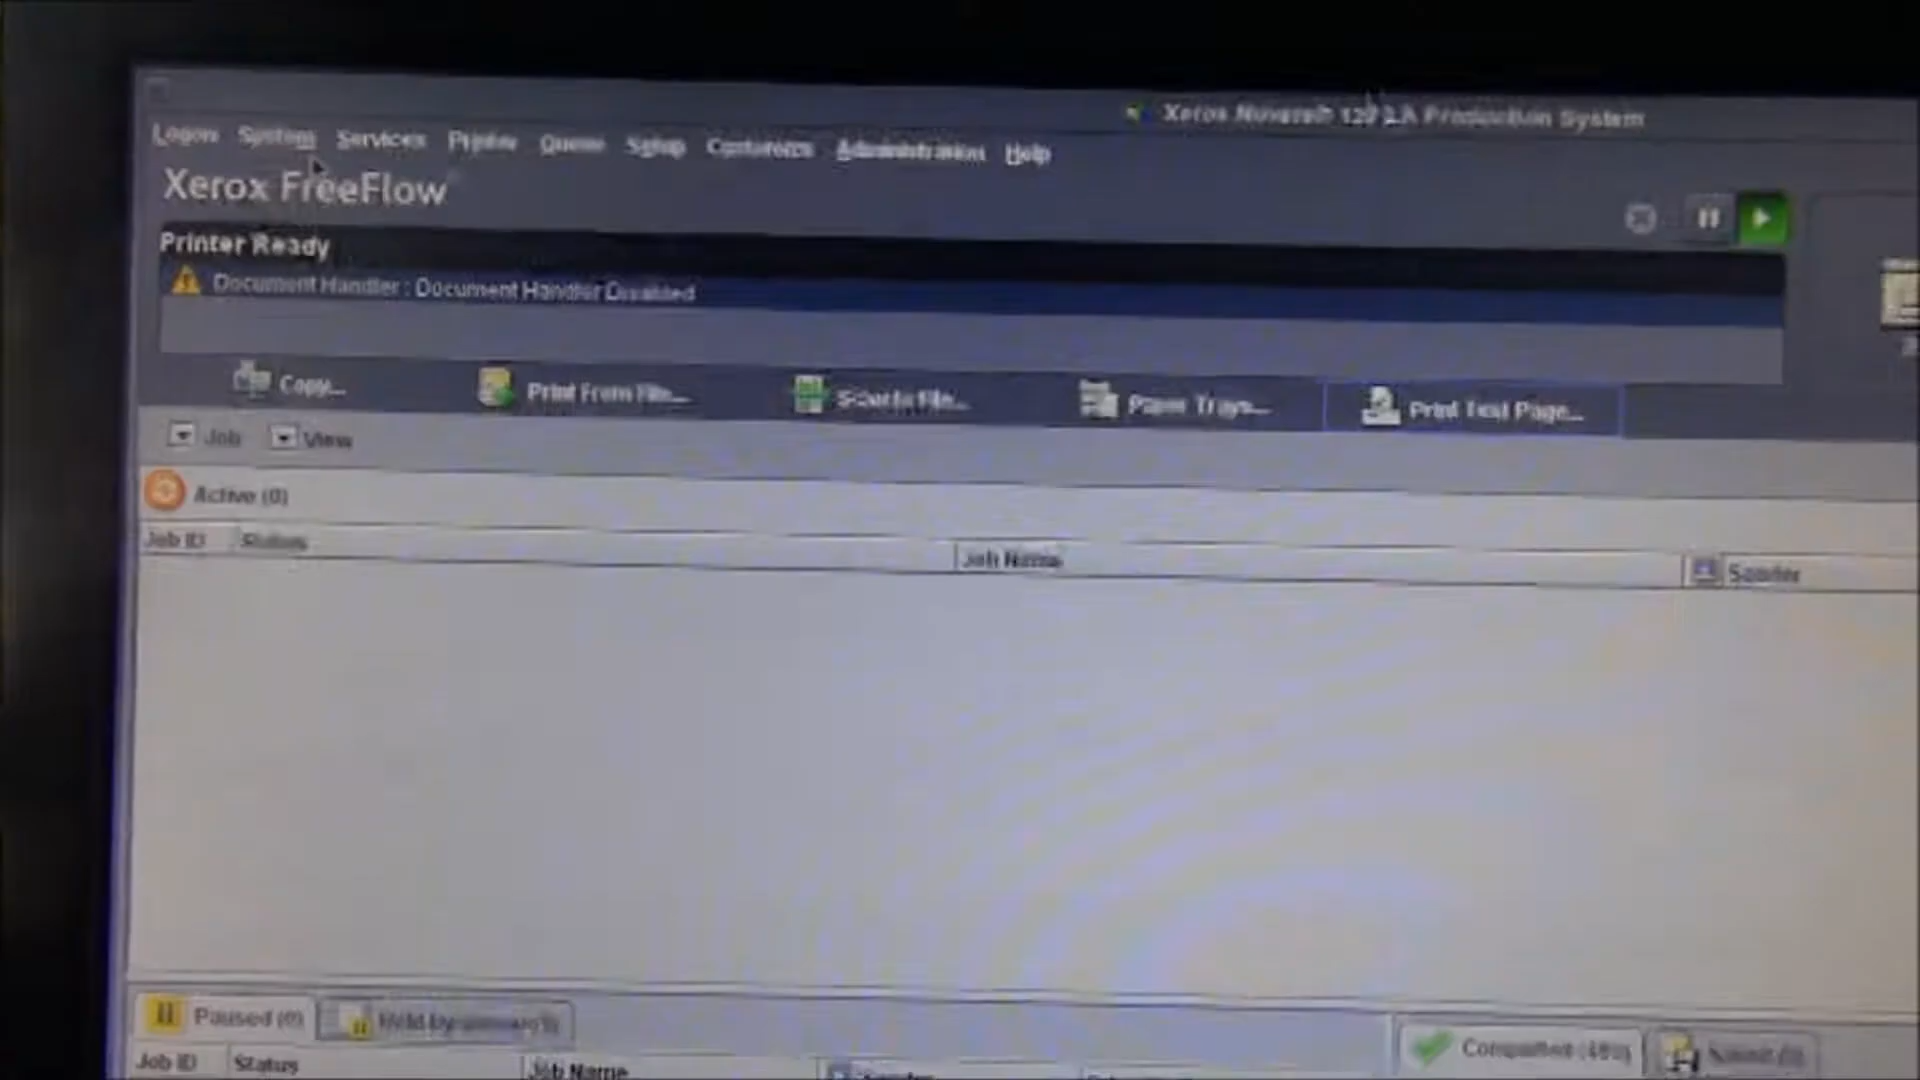 Xerox Nuvera® 120 EA Production System
Logon System Services Printer Queue Setup Customize Administration Help
Xerox FreeFlow
Printer Ready
Document Handler : Document Handler Disabled
Copy... Print From File... Scan to File... Paper Trays... Print Test Page...
Job View
Active (0)
Job ID Status Job Name Sender
Paused (0) Held by Completed
Job ID Status Job Name Sender